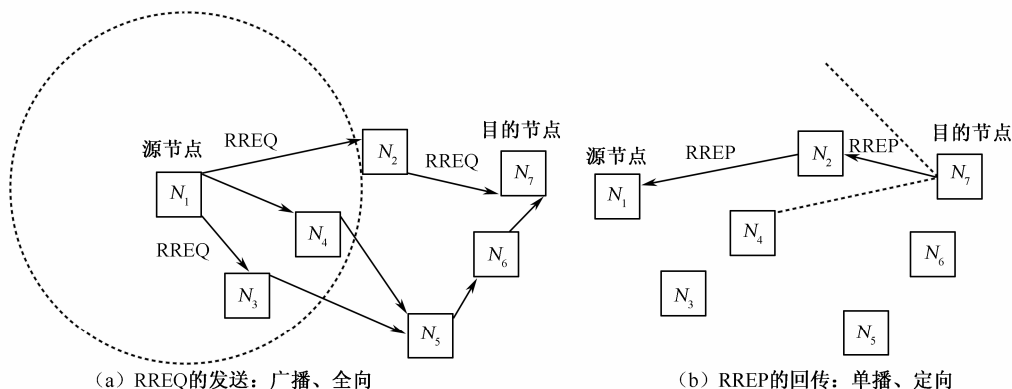 源节点
N1
RREQ
N2
RREQ
目的节点
N7
N4
RREQ
N3
N6
N5
(a) RREQ的发送：广播、全向
源节点
N1
RREP
N2
RREP
目的节点
N7
N4
N3
N6
N5
(b) RREP的回传：单播、定向